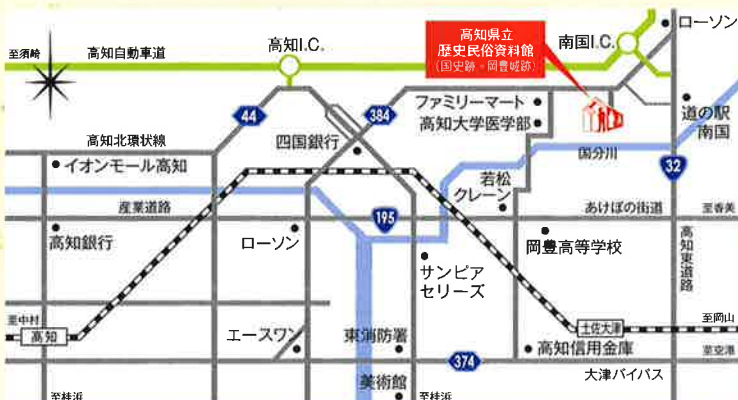 ローソン
高知県立
歴史民俗資料館
(国史跡・岡豊城跡)
南国I.C.
高知I.C.
至須崎
高知自動車道
ファミリーマート
高知大学医学部
道の駅
南国
44
384
高知北環状線
四国銀行
国分川
32
イオンモール高知
若松
クレーン
産業道路
195
あけぼの街道
至香美
高知銀行
ローソン
岡豊高等学校
高知東道路
サンピア
セリーズ
至中村
高知
エースワン
東消防署
土佐大津
至岡山
高知信用金庫
374
至空港
大津バイパス
美術館
至桂浜
至桂浜